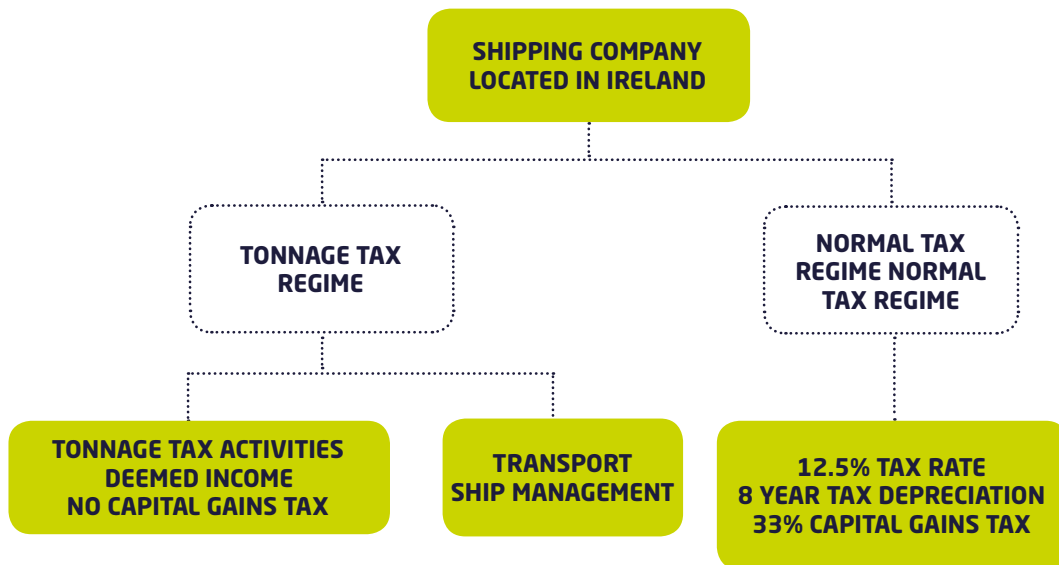 SHIPPING COMPANY
LOCATED IN IRELAND
TONNAGE TAX
REGIME
NORMAL TAX
REGIME NORMAL
TAX REGIME
TONNAGE TAX ACTIVITIES
DEEMED INCOME
NO CAPITAL GAINS TAX
TRANSPORT
SHIP MANAGEMENT
12.5% TAX RATE
8 YEAR TAX DEPRECIATION
33% CAPITAL GAINS TAX